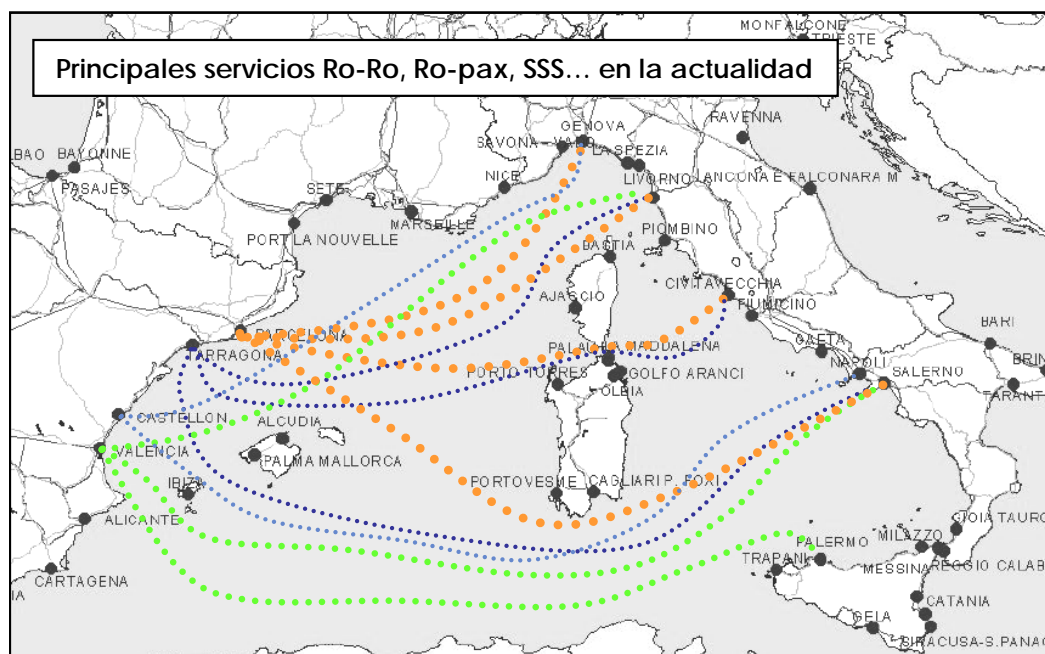 Principales servicios Ro-Ro, Ro-pax, SSS... en la actualidad
MONFALCONE
TRIESTE
GENOVA
RAVENNA
SAVONA - VADO
LA SPEZIA
BAO
BAYONNE
PASAJES
NICE
LIVORNO
ANCONA E FALCONARA M
SETE
MARSEILLE
PORT LA NOUVELLE
PIOMBINO
BASTIA
CIVITAVECCHIA
AJACCIO
FIUMICINO
BARCELONA
TARRAGONA
PALAU
LA MADDALENA
GAETA
BARI
NAPOLI
SALERNO
BRIN
PORTO TORRES
GOLFO ARANCI
OLBIA
TARANT
CASTELLON
ALCUDIA
VALENCIA
PALMA MALLORCA
IBIZA
PORTOVESME
CAGLIARI P. FOXI
ALICANTE
GIOIA TAURO
PALERMO
MILAZZO
TRAPANI
MESSINA
REGGIO CALAB
CARTAGENA
IA
CATANIA
GELA
SIRACUSA-S.PANAG